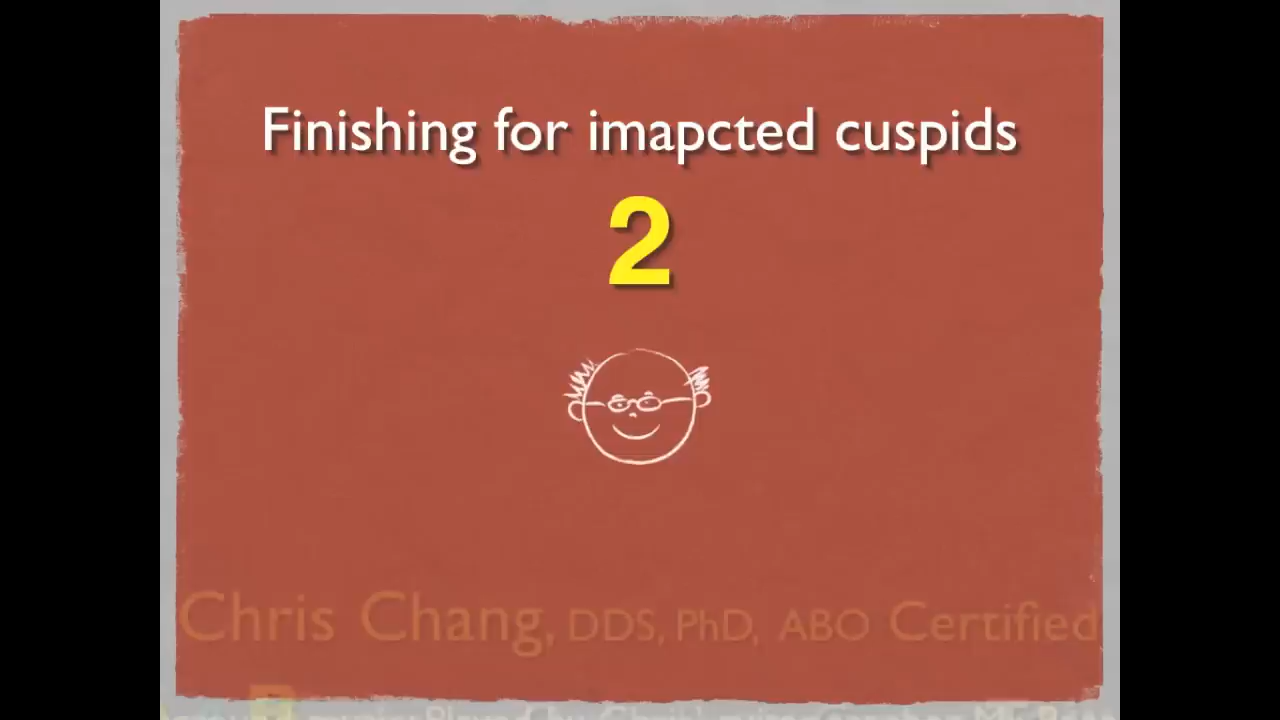 Finishing for imapcted cuspids
2
Chris Chang, DDS, PhD, ABO Certified